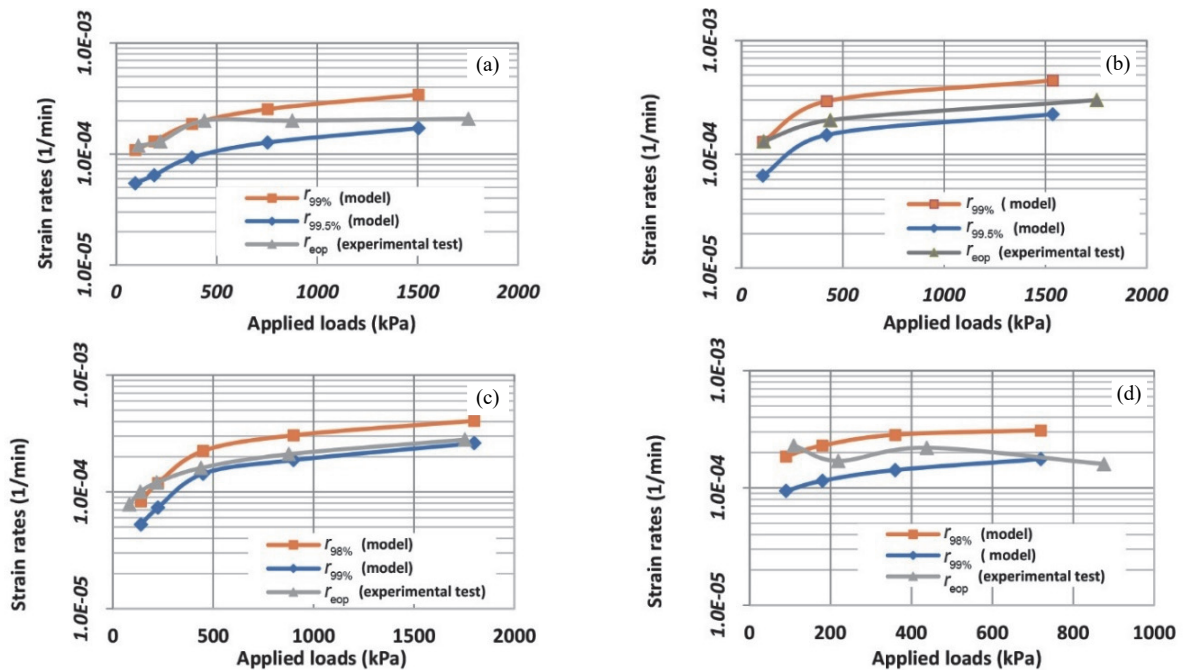 (a)
Strain rates (1/min)
1.0E-03
1.0E-04
1.0E-05
r99% (model)
r99.5% (model)
reop (experimental test)
0 500 1000 1500 2000
Applied loads (kPa)
(b)
Strain rates (1/min)
1.0E-03
1.0E-04
1.0E-05
r99% ( model)
r99.5% (model)
reop (experimental test)
0 500 1000 1500 2000
Applied loads (kPa)
(c)
Strain rates (1/min)
1.0E-03
1.0E-04
1.0E-05
r98% (model)
r99% (model)
reop (experimental test)
0 500 1000 1500 2000
Applied loads (kPa)
(d)
Strain rates (1/min)
1.0E-03
1.0E-04
1.0E-05
r98% (model)
r99% ( model)
reop (experimental test)
0 200 400 600 800 1000
Applied loads (kPa)